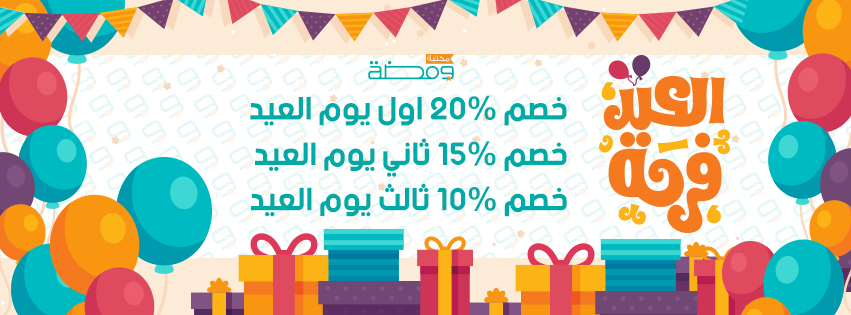 مكتبة
ومضة
خصم 20% اول يوم العيد
خصم 15% ثاني يوم العيد
خصم 10% ثالث يوم العيد
العيد
فرحة